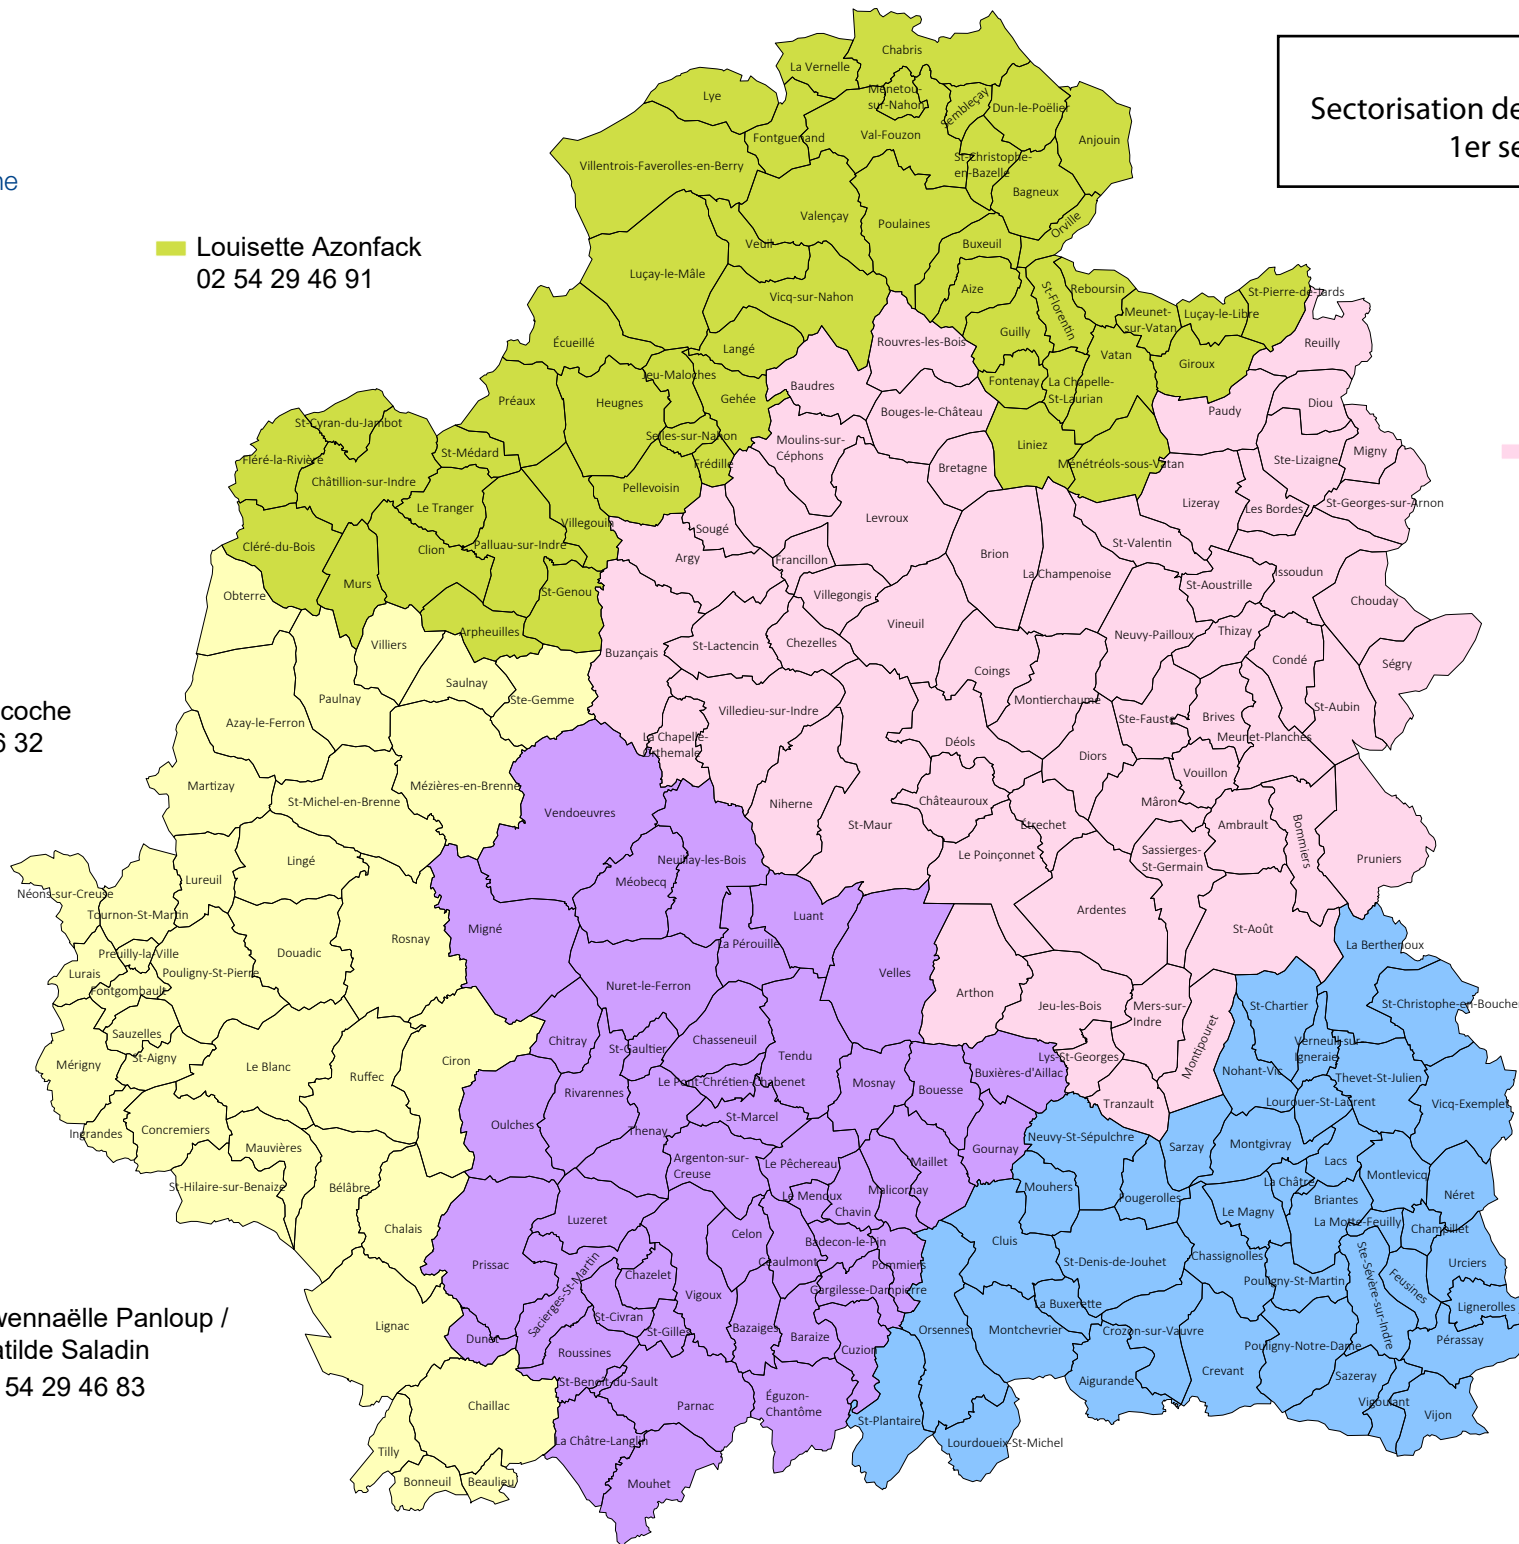 Sectorisation de
1er se
ne
Louisette Azonfack
02 54 29 46 91
coche
6 32
wennaëlle Panloup /
atilde Saladin
54 29 46 83
Chabris
La Vernelle
Lye
Menetou-
sur-Nahon
Sembleçay
Dun-le-Poëlier
Anjouin
Fontguenand
Val-Fouzon
Villentrois-Faverolles-en-Berry
St-Christophe-
en-Bazelle
Bagneux
Valençay
Poulaines
Orville
Veuil
Buxeuil
Luçay-le-Mâle
Vicq-sur-Nahon
Aize
St-Florentin
Reboursin
St-Pierre-de-Jards
Meunet-
sur-Vatan
Luçay-le-Libre
Guilly
Écueillé
Langé
Rouvres-les-Bois
Reuilly
Vatan
Giroux
Jeu-Maloches
Baudres
Fontenay
La Chapelle-
St-Laurian
Préaux
Heugnes
Gehée
Bouges-le-Château
Paudy
Diou
St-Cyran-du-Jambot
Selles-sur-Nahon
Moulins-sur-
Céphons
Liniez
St-Médard
Fléré-la-Rivière
Frédille
Bretagne
Ménétréols-sous-Vatan
Ste-Lizaigne
Migny
Châtillion-sur-Indre
Pellevoisin
Le Tranger
Levroux
Lizeray
Les Bordes
St-Georges-sur-Arnon
Villegouin
Sougé
Cléré-du-Bois
Clion
Palluau-sur-Indre
Argy
Francillon
Brion
St-Valentin
La Champenoise
Issoudun
Murs
St-Genou
Villegongis
St-Aoustrille
Chouday
Obterre
Arpheuilles
Vineuil
Villiers
Buzançais
St-Lactencin
Chezelles
Neuvy-Pailloux
Thizay
Condé
Ségry
Coings
Saulnay
Ste-Gemme
Paulnay
Montierchaume
Azay-le-Ferron
Villedieu-sur-Indre
Ste-Fauste
Brives
St-Aubin
La Chapelle-
Orthemale
Déols
Meunet-Planches
Diors
Vouillon
Martizay
Mézières-en-Brenne
St-Michel-en-Brenne
Vendoeuvres
Niherne
Châteauroux
Mâron
St-Maur
Étrechet
Ambrault
Bommiers
Lingé
Neuillay-les-Bois
Le Poinçonnet
Sassierges-
St-Germain
Pruniers
Lureuil
Méobecq
Néons-sur-Creuse
Tournon-St-Martin
Luant
Ardentes
Migné
Rosnay
La Pérouille
St-Août
La Berthenoux
Preuilly-la-Ville
Douadic
Lurais
Pouligny-St-Pierre
Velles
Fontgombault
Nuret-le-Ferron
Arthon
Jeu-les-Bois
Mers-sur-
Indre
St-Chartier
St-Christophe-en-Boucher
Sauzelles
Chitray
St-Gaultier
Chasseneuil
Montipouret
Verneuil-sur-
Igneraie
St-Aigny
Mérigny
Le Blanc
Ciron
Tendu
Lys-St-Georges
Ruffec
Rivarennes
Le Pont-Chrétien-Chabenet
Mosnay
Bouesse
Buxières-d'Aillac
Nohant-Vic
Thevet-St-Julien
Tranzault
Lourouer-St-Laurent
Vicq-Exemplet
Oulches
St-Marcel
Ingrandes
Concremiers
Thenay
Neuvy-St-Sépulchre
Mauvières
Gournay
Sarzay
Montgivray
Argenton-sur-
Creuse
Le Pêchereau
Maillet
Lacs
Montlevicq
St-Hilaire-sur-Benaize
Bélâbre
Le Menoux
Malicornay
Mouhers
Fougerolles
La Châtre
Néret
Briantes
Chavin
Le Magny
Luzeret
Chalais
Celon
Badecon-le-Pin
La Motte-Feuilly
Champillet
Cluis
Ceaulmont
Pommiers
St-Denis-de-Jouhet
Chassignolles
Ste-Sévère-sur-Indre
Feusines
Urciers
Prissac
Sacierges-St-Martin
Chazelet
Gargilesse-Dampierre
Pouligny-St-Martin
Vigoux
La Buxerette
Lignerolles
St-Civran
Lignac
Dunet
St-Gilles
Bazaiges
Baraize
Orsennes
Montchevrier
Crozon-sur-Vauvre
Pérassay
Roussines
Cuzion
Pouligny-Notre-Dame
Crevant
Sazeray
St-Benoît-du-Sault
Aigurande
Chaillac
Parnac
Éguzon-
Chantôme
St-Plantaire
Vigoulant
Vijon
Tilly
La Châtre-Langlin
Lourdoueix-St-Michel
Bonneuil
Beaulieu
Mouhet